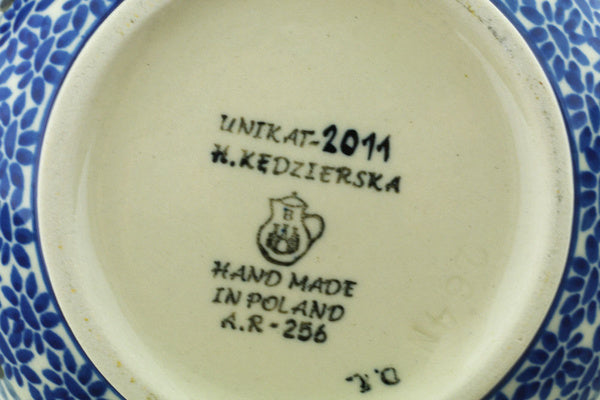 UNIKAT-2011
H.KĘDZIERSKA
B
HAND MADE
IN POLAND
A.R-256